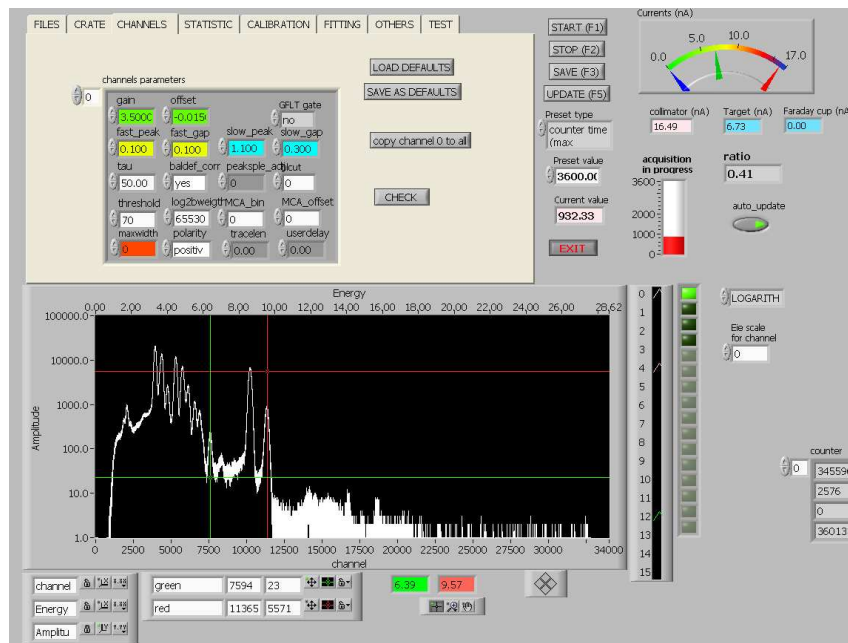 FILES CRATE CHANNELS STATISTIC CALIBRATION FITTING OTHERS TEST
channels parameters
0
gain offset GFLT gate
3.500C -0.015 no
fast_peak fast_gap slow_peak slow_gap
0.100 0.100 1.100 0.300
tau baldef_corr peaksple_adj blcut
50.00 yes 0 0
threshold log2bweigth MCA_bin MCA_offset
70 65530 0 0
maxwidth polarity tracelen userdelay
0 positiv 0.00 0.00
LOAD DEFAULTS
SAVE AS DEFAULTS
copy channel 0 to all
CHECK
START (F1)
STOP (F2)
SAVE (F3)
UPDATE (F5)
Preset type
counter time
(max
Preset value
3600.00
Current value
932.33
EXIT
Currents (nA)
0.0 5.0 10.0 17.0
collimator (nA) Target (nA) Faraday cup (nA)
16.49 6.73 0.00
acquisition
in progress
3600
3000
2000
1000
0
ratio
0.41
auto_update
Energy
0,00 2,00 4,00 6,00 8,00 10,00 12,00 14,00 16,00 18,00 20,00 22,00 24,00 26,00 28,62
100000.0
10000.0
1000.0
100.0
10.0
1.0
Amplitude
0 2500 5000 7500 10000 12500 15000 17500 20000 22500 25000 27500 30000 34000
channel
0
1
2
3
4
5
6
7
8
9
10
11
12
13
14
15
LOGARITH
Eie scale
for channel
0
counter
0
345596
2576
0
36013
channel
Energy
Amplitu
green 7594 23
red 11365 5571
6.39 9.57